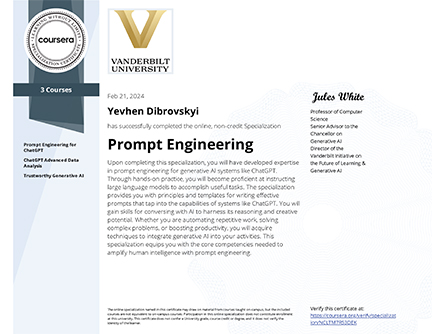 LEARNING WITHOUT LIMITS
coursera
SPECIALIZATION CERTIFICATE
3 Courses
Prompt Engineering for
ChatGPT
ChatGPT Advanced Data
Analysis
Trustworthy Generative AI
VANDERBILT
UNIVERSITY
Feb 21, 2024
Yevhen Dibrovskyi
has successfully completed the online, non-credit Specialization
Prompt Engineering
Upon completing this specialization, you will have developed expertise
in prompt engineering for generative AI systems like ChatGPT.
Through hands-on practice, you will become proficient at instructing
large language models to accomplish useful tasks. The specialization
provides you with principles and templates for writing effective
prompts that tap into the capabilities of systems like ChatGPT. You will
gain skills for conversing with AI to harness its reasoning and creative
potential. Whether you are automating repetitive work, solving
complex problems, or boosting productivity, you will acquire
techniques to integrate generative AI into your activities. This
specialization equips you with the core competencies needed to
amplify human intelligence with prompt engineering.
Jules White
Professor of Computer
Science
Senior Advisor to the
Chancellor on
Generative AI
Director of the
Vanderbilt Initiative on
the Future of Learning &
Generative AI
The online specialization named in this certificate may draw on material from courses taught on-campus, but the included
courses are not equivalent to on-campus courses. Participation in this online specialization does not constitute enrollment
at this university. This certificate does not confer a University grade, course credit or degree, and it does not verify the
identity of the learner.
Verify this certificate at: